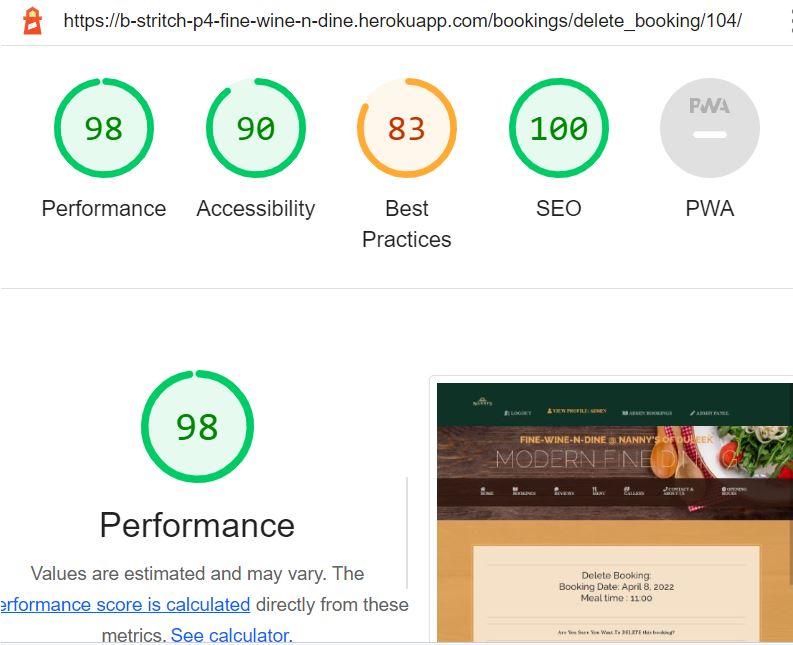 https://b-stritch-p4-fine-wine-n-dine.herokuapp.com/bookings/delete_booking/104/
98
90
83
100
PWA
Performance
Accessibility
Best
Practices
SEO
PWA
98
Performance
Values are estimated and may vary. The
erformance score is calculated directly from these
metrics. See calculator.
NANNY'S
LOGOUT
VIEW PROFILE: ADMIN
ADMIN BOOKINGS
ADMIN PANEL
FINE-WINE-N-DINE @ NANNY'S OF DULEEK
MODERN FINE DINING
HOME
BOOKINGS
REVIEWS
MENU
GALLERY
CONTACT &
ABOUT US
OPENING
HOURS
Delete Booking:
Booking Date: April 8, 2022
Meal time : 11:00
Are You Sure You Want To DELETE this booking?